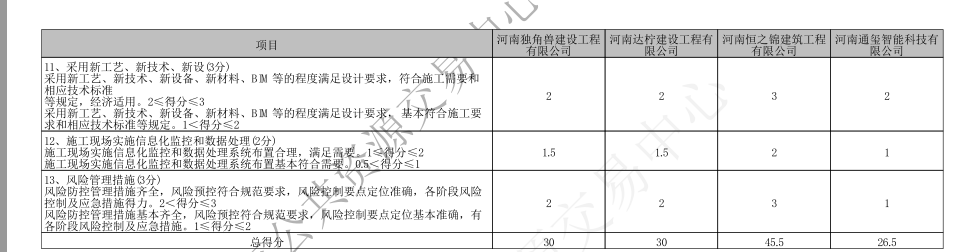 项目
河南独角兽建设工程
有限公司
河南达柠建设工程有
限公司
河南恒之锦建筑工程
有限公司
河南通玺智能科技有
限公司
11、采用新工艺、新技术、新设(3分)
采用新工艺、新技术、新设备、新材料、BIM 等的程度满足设计要求，符合施工需要和
相应技术标准
等规定，经济适用。2≤得分≤3
采用新工艺、新技术、新设备、新材料、BIM 等的程度满足设计要求， 基本符合施工要
求和相应技术标准等规定。1＜得分≤2
2
2
3
2
12、施工现场实施信息化监控和数据处理(2分)
施工现场实施信息化监控和数据处理系统布置合理，满足需要。1≤得分≤2
施工现场实施信息化监控和数据处理系统布置基本符合需要。0.5≤得分≤1
1.5
1.5
2
1
13、风险管理措施(3分)
风险防控管理措施齐全，风险预控符合规范要求，风险控制要点定位准确，各阶段风险
控制及应急措施得力。2＜得分≤3
风险防控管理措施基本齐全，风险预控符合规范要求，风险控制要点定位基本准确，有
各阶段风险控制及应急措施。1≤得分≤2
2
2
3
1
总得分
30
30
45.5
26.5
公共资源交易中心
交易中心